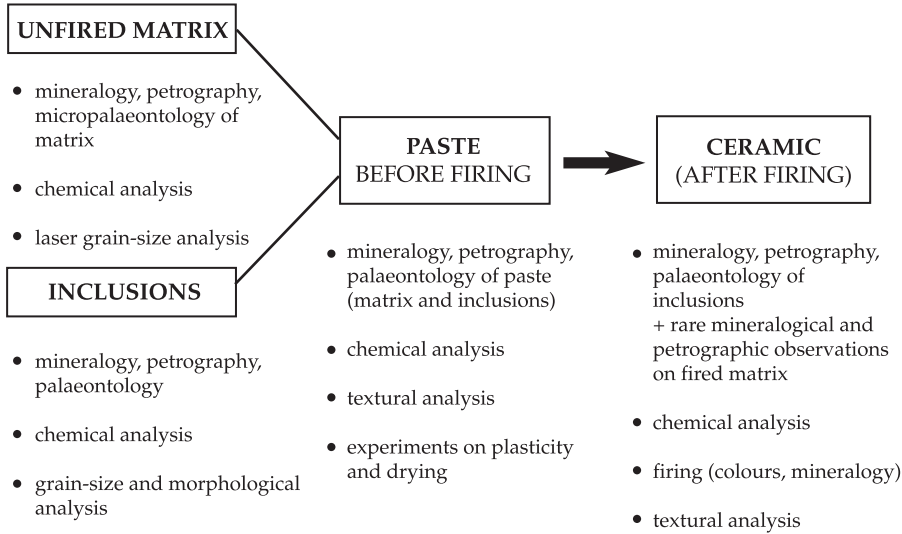 UNFIRED MATRIX
• mineralogy, petrography,
micropalaeontology of
matrix
• chemical analysis
• laser grain-size analysis
INCLUSIONS
• mineralogy, petrography,
palaeontology
• chemical analysis
• grain-size and morphological
analysis
PASTE
BEFORE FIRING
• mineralogy, petrography,
palaeontology of paste
(matrix and inclusions)
• chemical analysis
• textural analysis
• experiments on plasticity
and drying
CERAMIC
(AFTER FIRING)
• mineralogy, petrography,
palaeontology of
inclusions
+ rare mineralogical and
petrographic observations
on fired matrix
• chemical analysis
• firing (colours, mineralogy)
• textural analysis